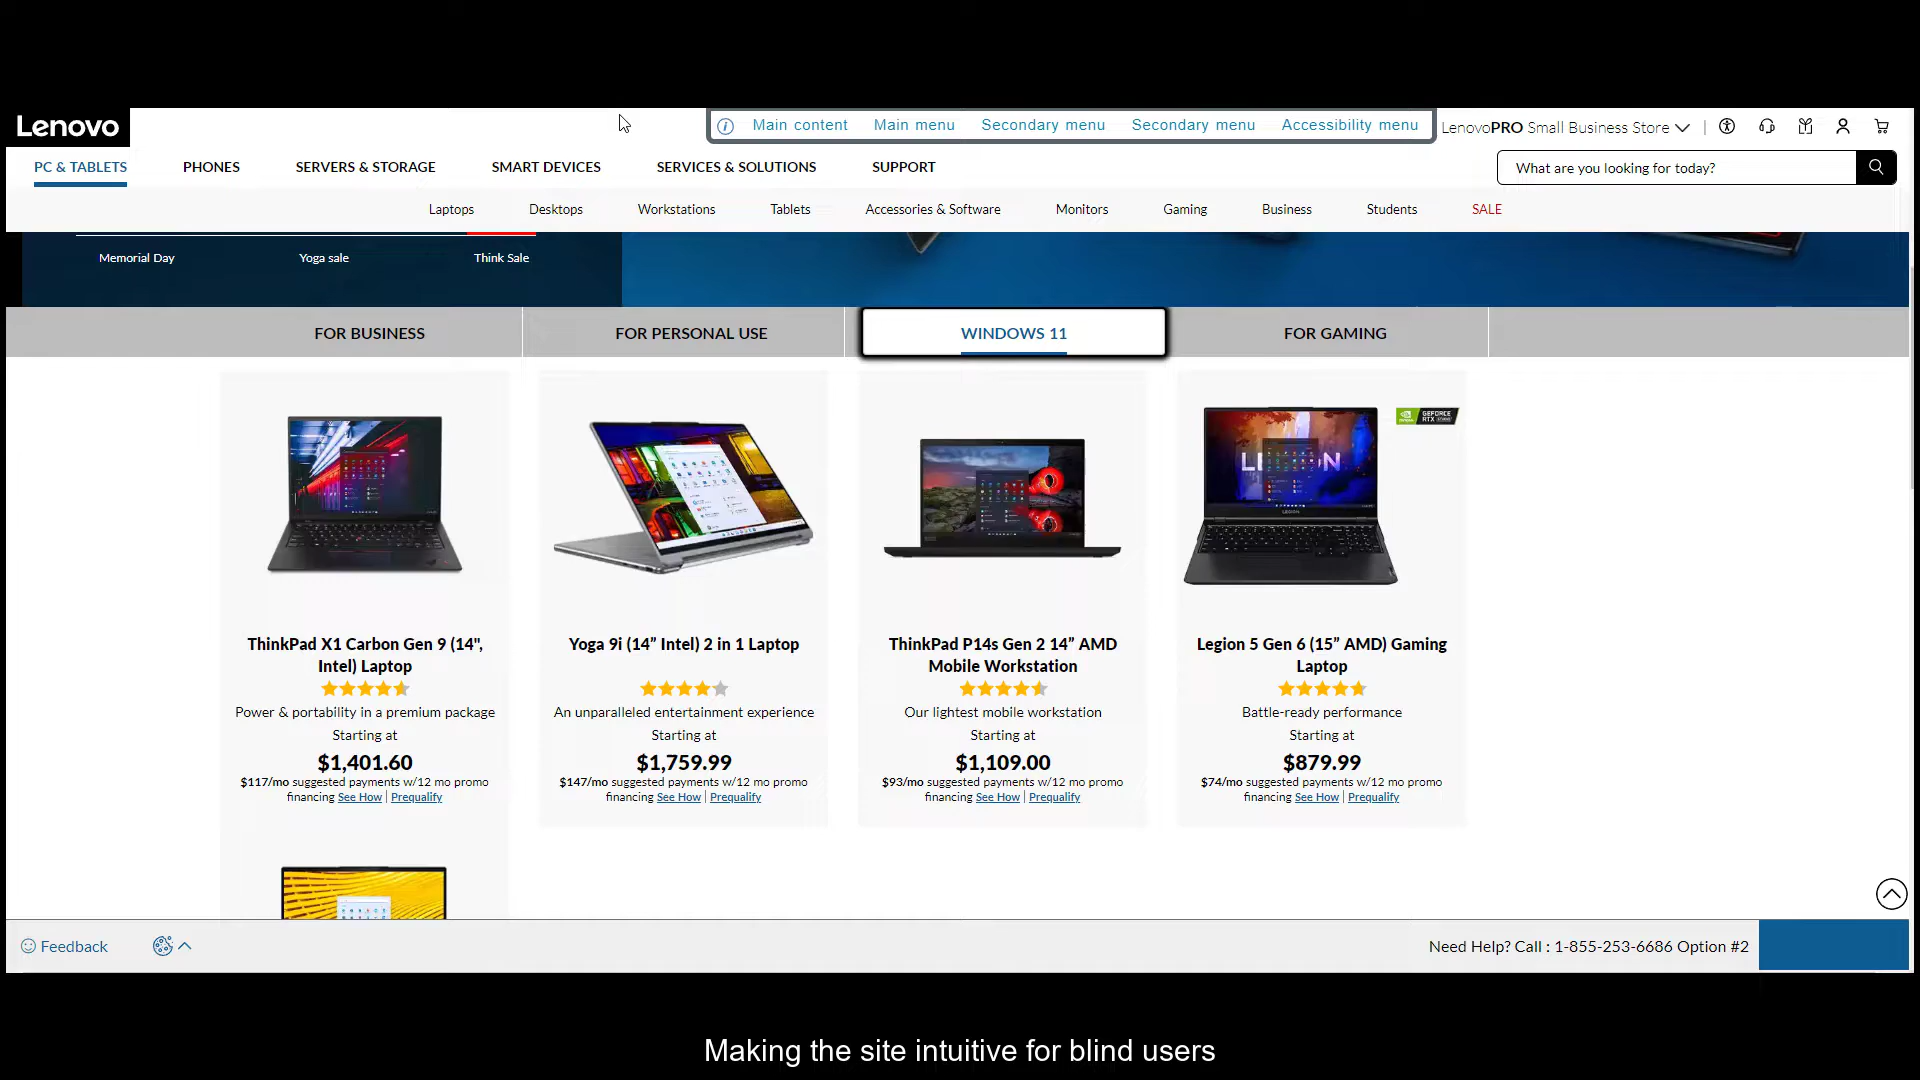 Lenovo
Main content Main menu Secondary menu Secondary menu Accessibility menu
LenovoPRO Small Business Store
PC & TABLETS PHONES SERVERS & STORAGE SMART DEVICES SERVICES & SOLUTIONS SUPPORT
What are you looking for today?
Laptops Desktops Workstations Tablets Accessories & Software Monitors Gaming Business Students SALE
Memorial Day Yoga sale Think Sale
FOR BUSINESS FOR PERSONAL USE WINDOWS 11 FOR GAMING
ThinkPad X1 Carbon Gen 9 (14",
Intel) Laptop
Power & portability in a premium package
Starting at
$1,401.60
$117/mo suggested payments w/12 mo promo
financing See How | Prequalify
Yoga 9i (14” Intel) 2 in 1 Laptop
An unparalleled entertainment experience
Starting at
$1,759.99
$147/mo suggested payments w/12 mo promo
financing See How | Prequalify
ThinkPad P14s Gen 2 14” AMD
Mobile Workstation
Our lightest mobile workstation
Starting at
$1,109.00
$93/mo suggested payments w/12 mo promo
financing See How | Prequalify
GEFORCE
RTX
LEGION
Legion 5 Gen 6 (15” AMD) Gaming
Laptop
Battle-ready performance
Starting at
$879.99
$74/mo suggested payments w/12 mo promo
financing See How | Prequalify
Feedback
Need Help? Call : 1-855-253-6686 Option #2
Making the site intuitive for blind users